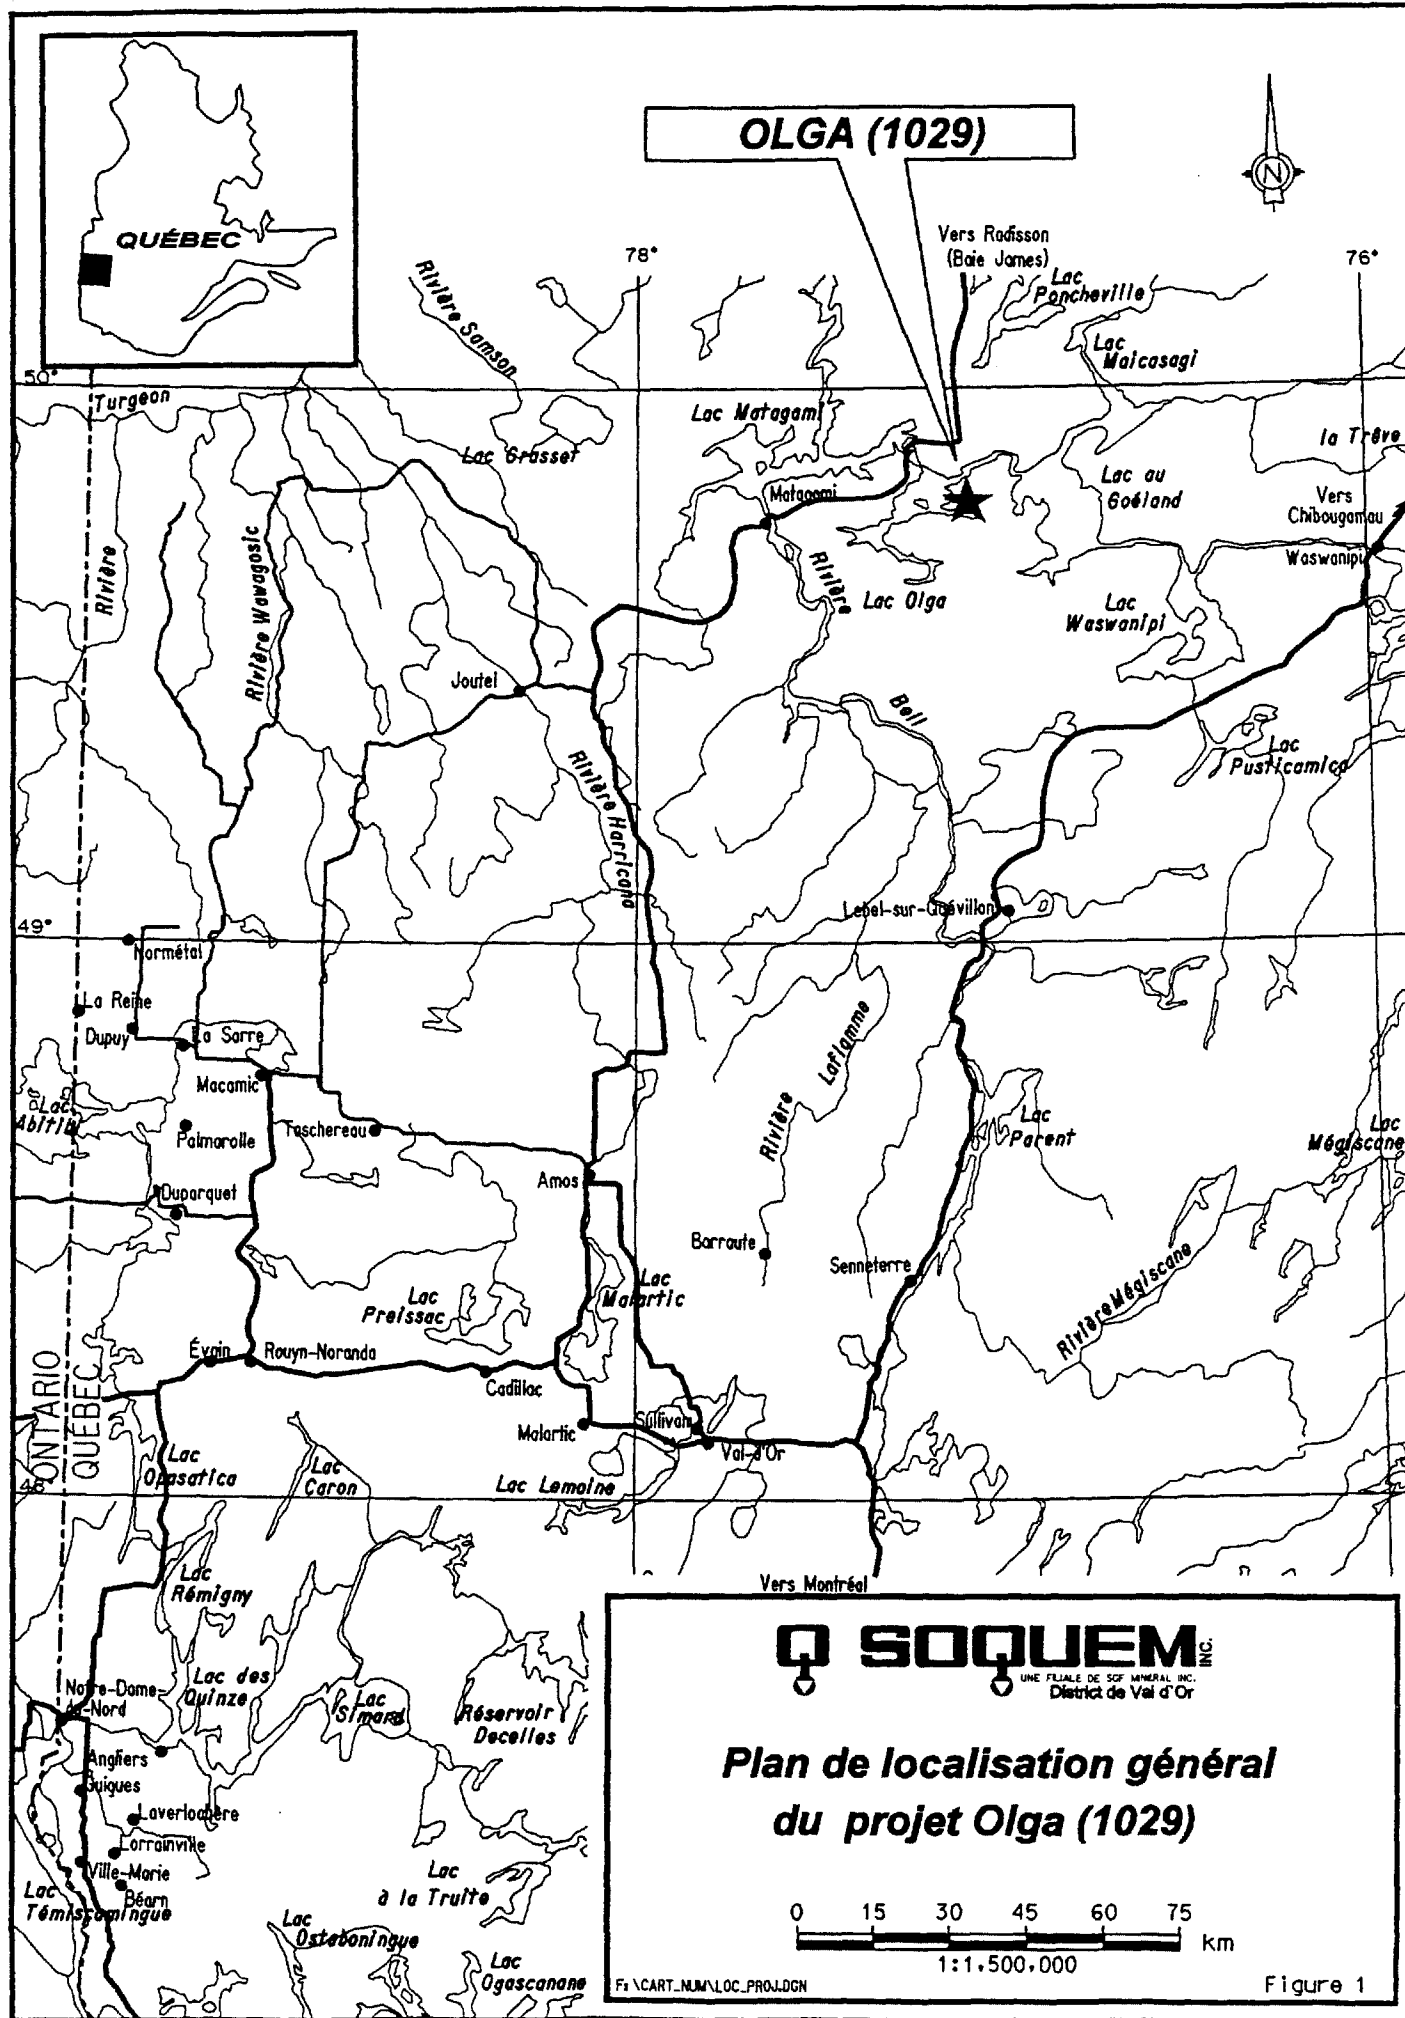 QUÉBEC
OLGA (1029)
N
Vers Radisson
(Baie James)
78°
76°
Rivière Samson
Lac
Poncheville
Lac
Maicasagi
50°
Turgeon
Lac Matagami
Lac Grasset
la Trêve
Lac au
Goéland
Matagami
Vers
Chibougamau
Waswanipi
Rivière
Rivière Wawagosic
Rivière
Lac Olga
Lac
Waswanipi
Joutel
Bell
Lac
Pusticamica
Rivière Harricana
Lebel-sur-Quévillon
49°
Normétal
La Reine
Dupuy
La Sarre
Laflamme
Macamic
Lac
Abitibi
Palmarolle
Taschereau
Rivière
Lac
Parent
Lac
Mégiscane
Amos
Duparquet
Barraute
Senneterre
Rivière Mégiscane
Lac
Malartic
Lac
Preissac
Évain
Rouyn-Noranda
Cadillac
ONTARIO
QUÉBEC
Malartic
Sullivan
Val-d'Or
Lac
Opasatica
Lac
Caron
Lac Lemoine
48°
Lac
Rémigny
Vers Montréal
Notre-Dame-
du-Nord
Lac des
Quinze
Lac
Simard
Réservoir
Decelles
Angliers
Guigues
Laverlochère
Lorrainville
Ville-Marie
Béarn
Lac
Témiscamingue
Lac
à la Truite
Lac
Ostaboningue
Lac
Ogascanane
SOQUEM INC.
UNE FILIALE DE SGF MINERAL INC.
District de Val d'Or
Plan de localisation général
du projet Olga (1029)
0 15 30 45 60 75
km
1:1,500,000
F:\CART_NUM\LOC_PROJ.DGN
Figure 1